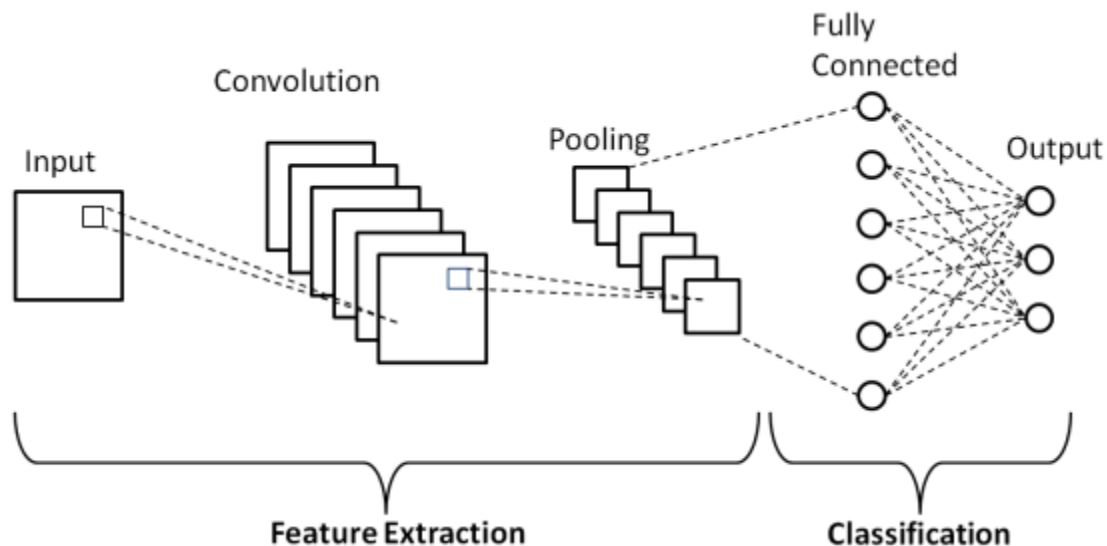 Input
Convolution
Pooling
Fully
Connected
Output
Feature Extraction
Classification